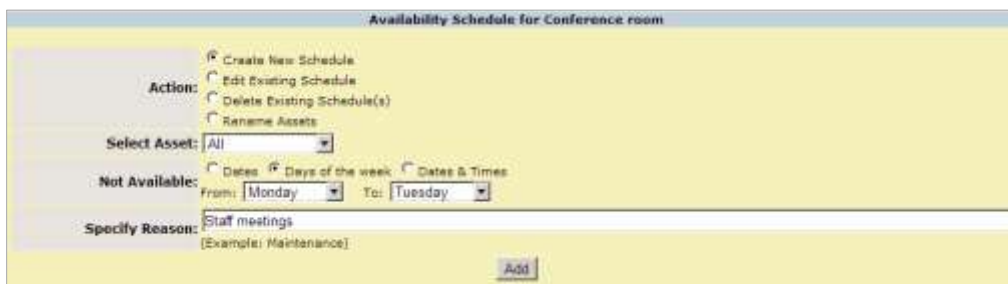 Availability Schedule for Conference room
Create New Schedule
Edit Existing Schedule
Action:
Delete Existing Schedule(s)
Rename Assets
Select Asset: All
Dates Days of the week Dates & Times
Not Available:
From: Monday To: Tuesday
Specify Reason: Staff meetings
(Example: Maintenance)
Add